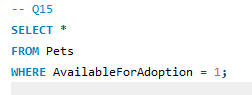 -- Q15
SELECT *
FROM Pets
WHERE AvailableForAdoption = 1;